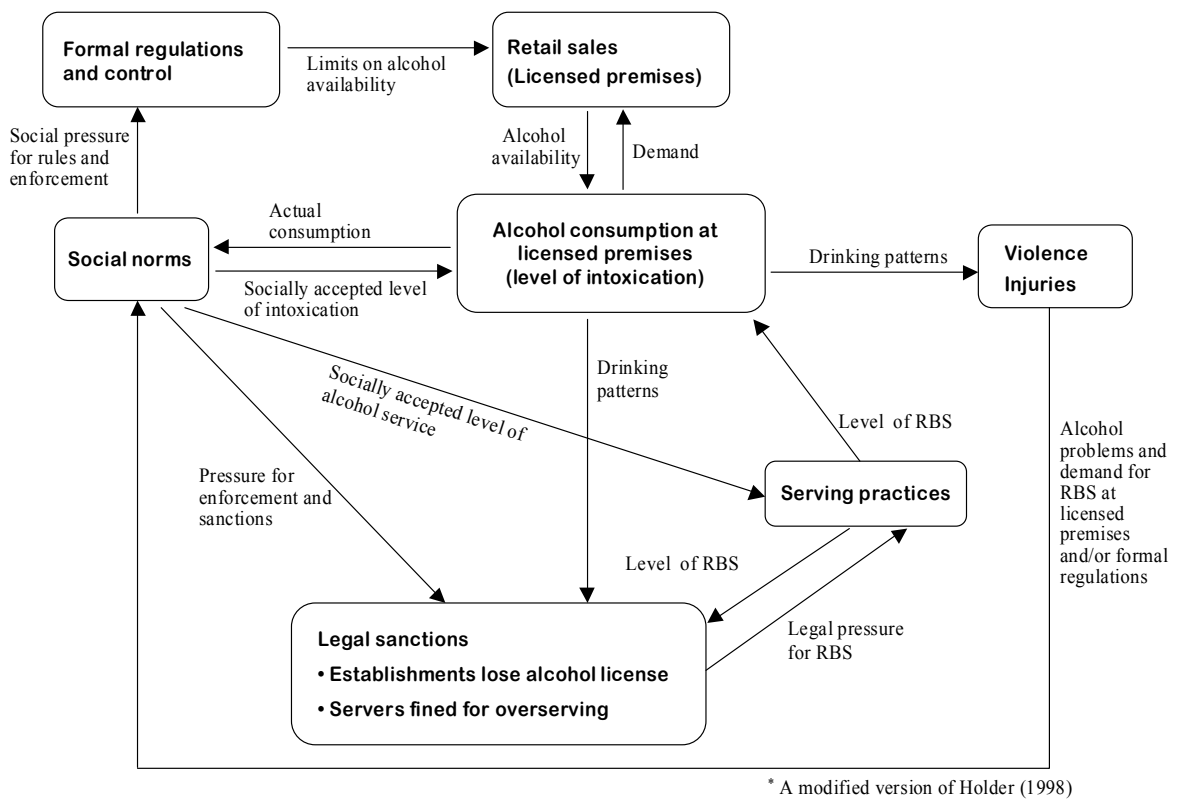 Formal regulations
and control
Limits on alcohol
availability
Retail sales
(Licensed premises)
Social pressure
for rules and
enforcement
Alcohol
availability
Demand
Social norms
Actual
consumption
Socially accepted level
of intoxication
Alcohol consumption at
licensed premises
(level of intoxication)
Drinking patterns
Violence
Injuries
Drinking
patterns
Socially accepted level of
alcohol service
Level of RBS
Pressure for
enforcement and
sanctions
Serving practices
Alcohol
problems and
demand for
RBS at
licensed
premises
and/or formal
regulations
Level of RBS
Legal pressure
for RBS
Legal sanctions
• Establishments lose alcohol license
• Servers fined for overserving
* A modified version of Holder (1998)